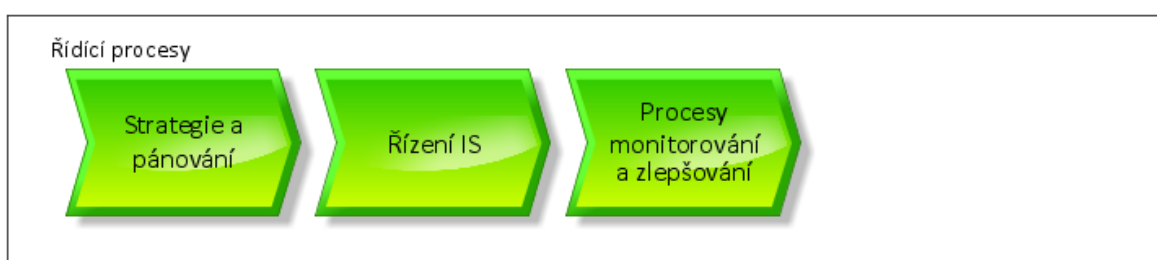 Řídící procesy
Strategie a
pánování
Řízení IS
Procesy
monitorování
a zlepšování